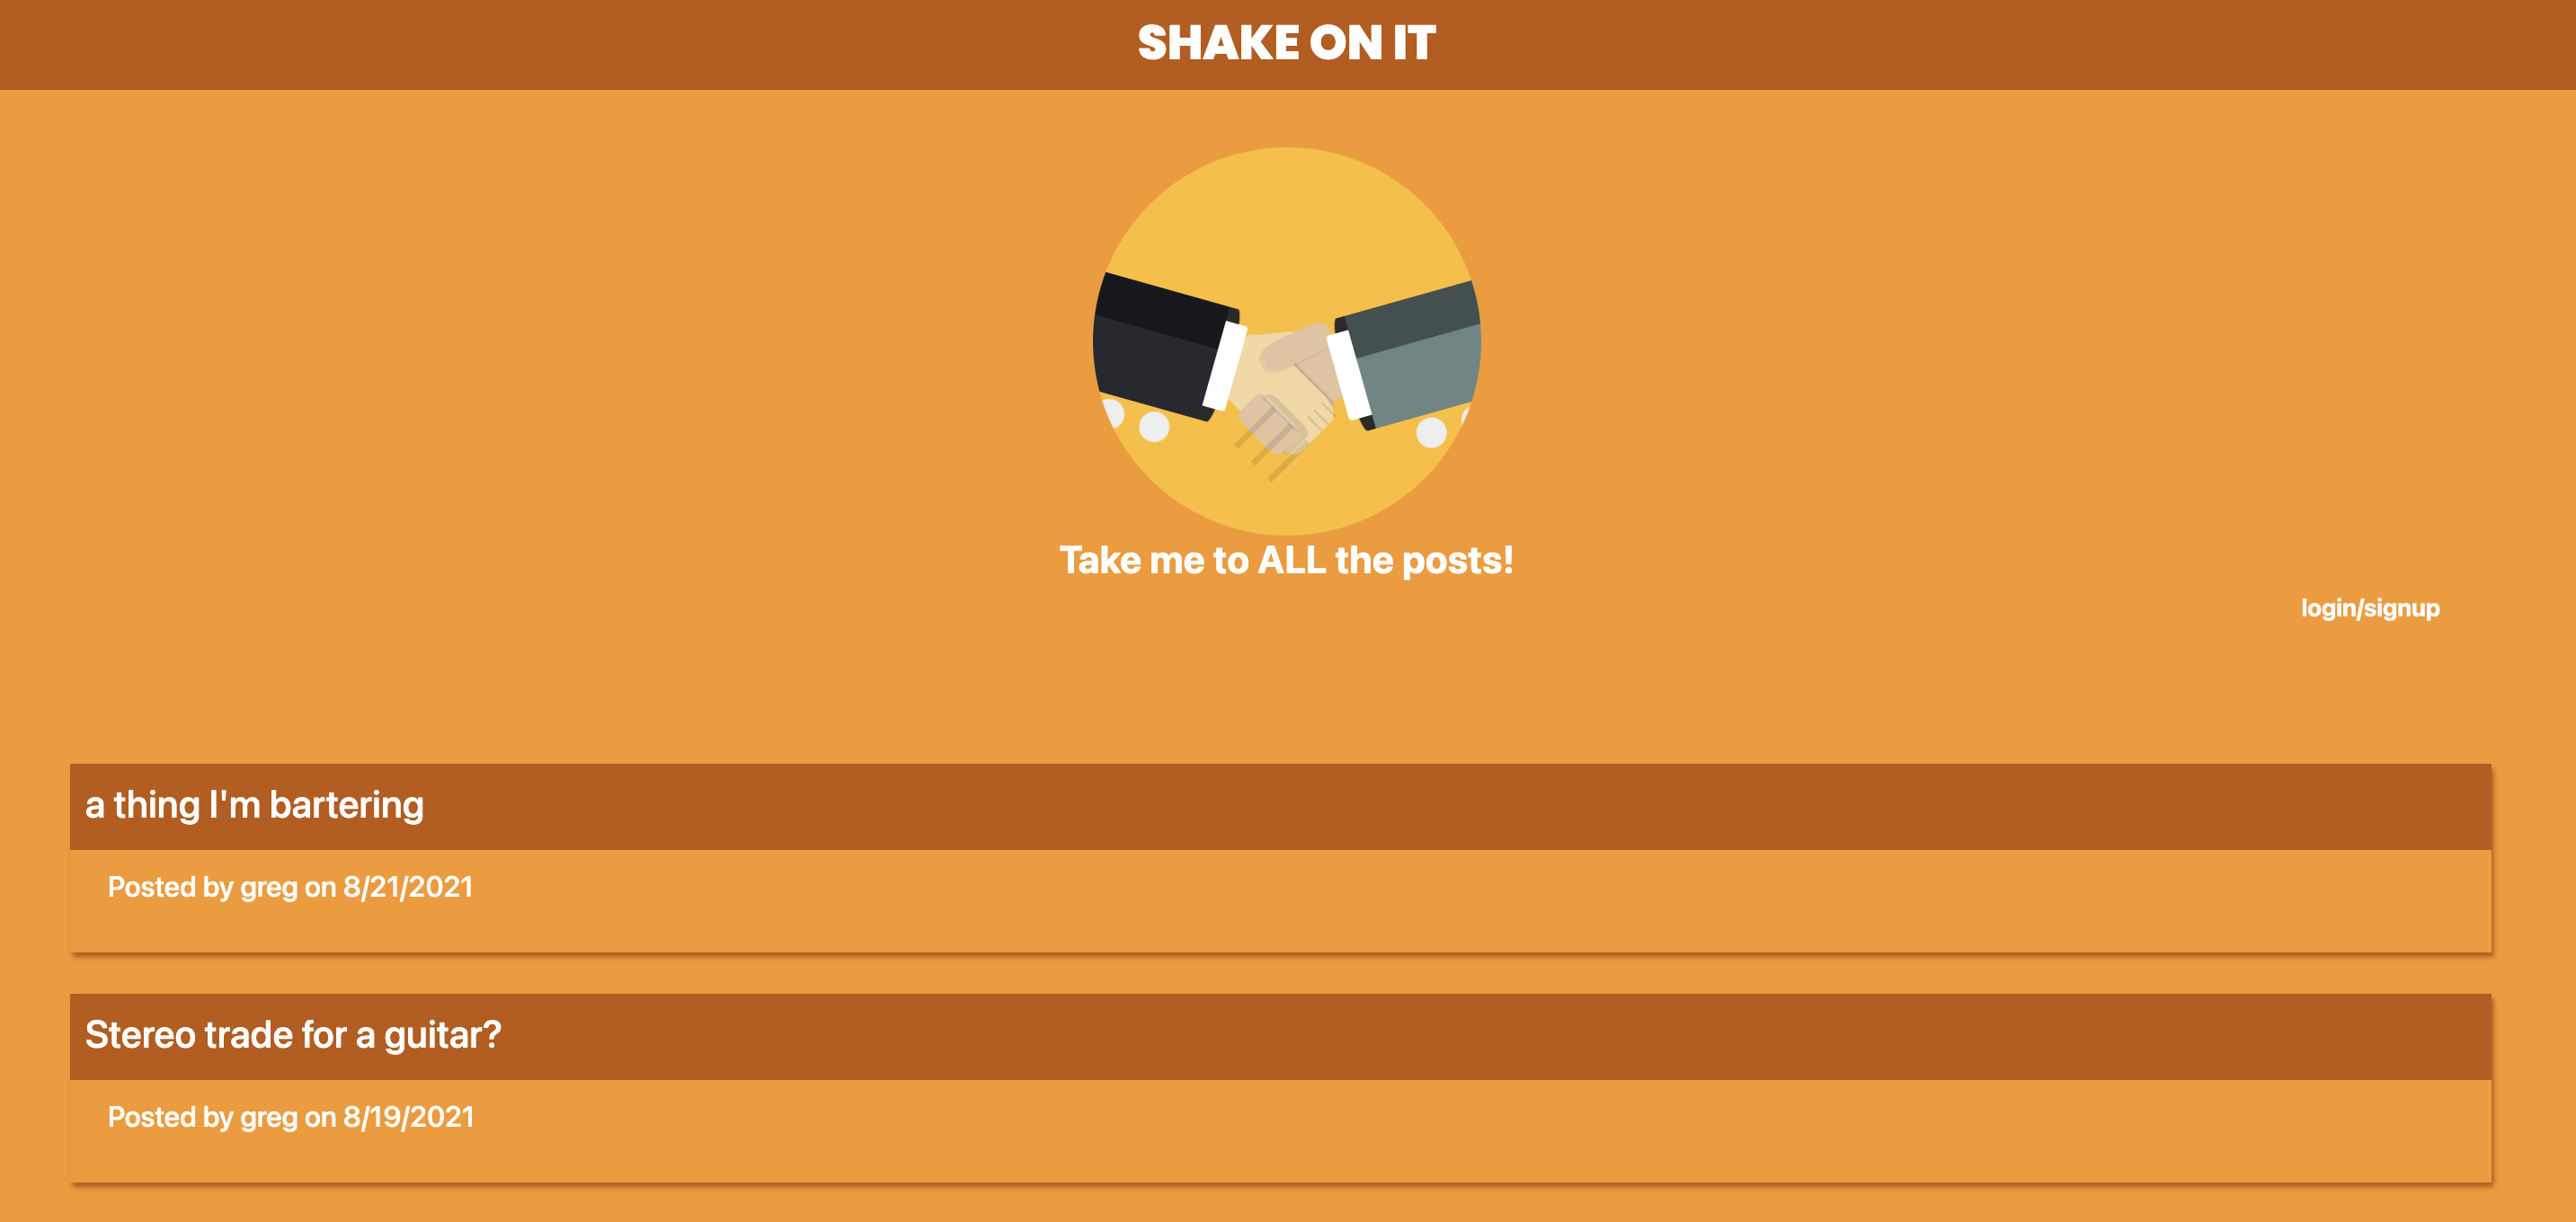 SHAKE ON IT
Take me to ALL the posts!
login/signup
a thing I'm bartering
Posted by greg on 8/21/2021
Stereo trade for a guitar?
Posted by greg on 8/19/2021